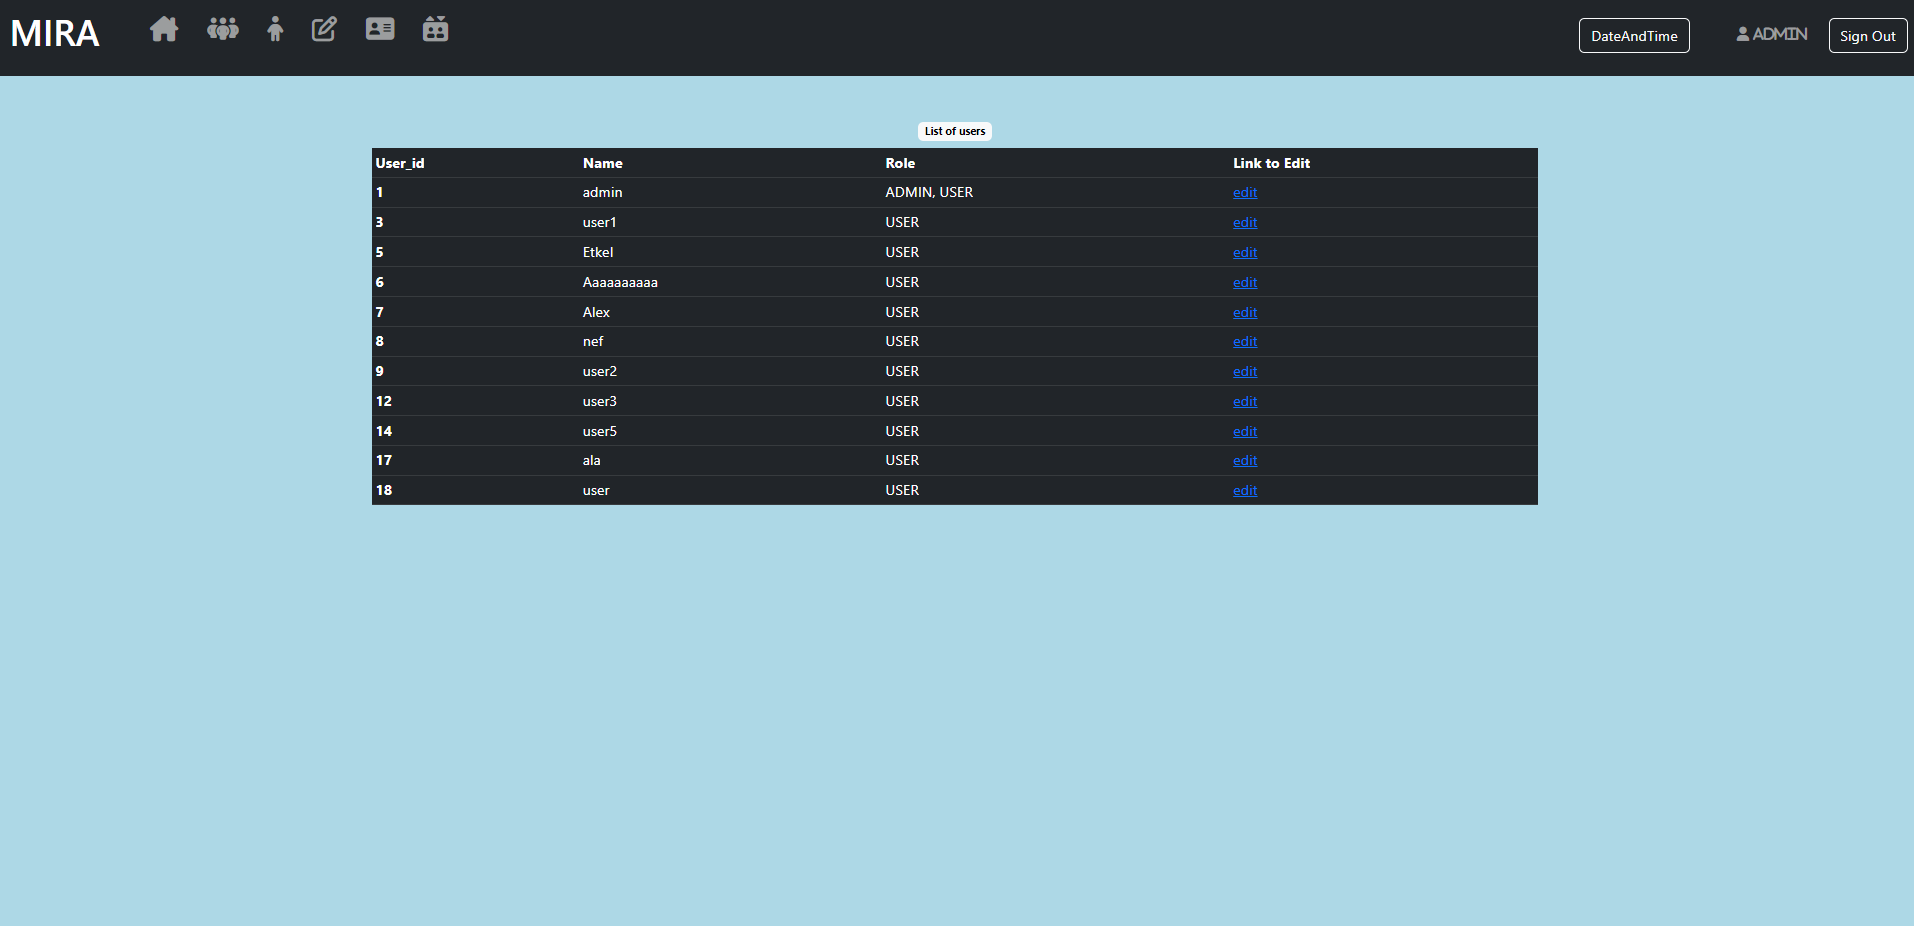 MIRA DateAndTime ADMIN Sign Out
List of users
User_id Name Role Link to Edit
1 admin ADMIN, USER edit
3 user1 USER edit
5 Etkel USER edit
6 Aaaaaaaaaa USER edit
7 Alex USER edit
8 nef USER edit
9 user2 USER edit
12 user3 USER edit
14 user5 USER edit
17 ala USER edit
18 user USER edit